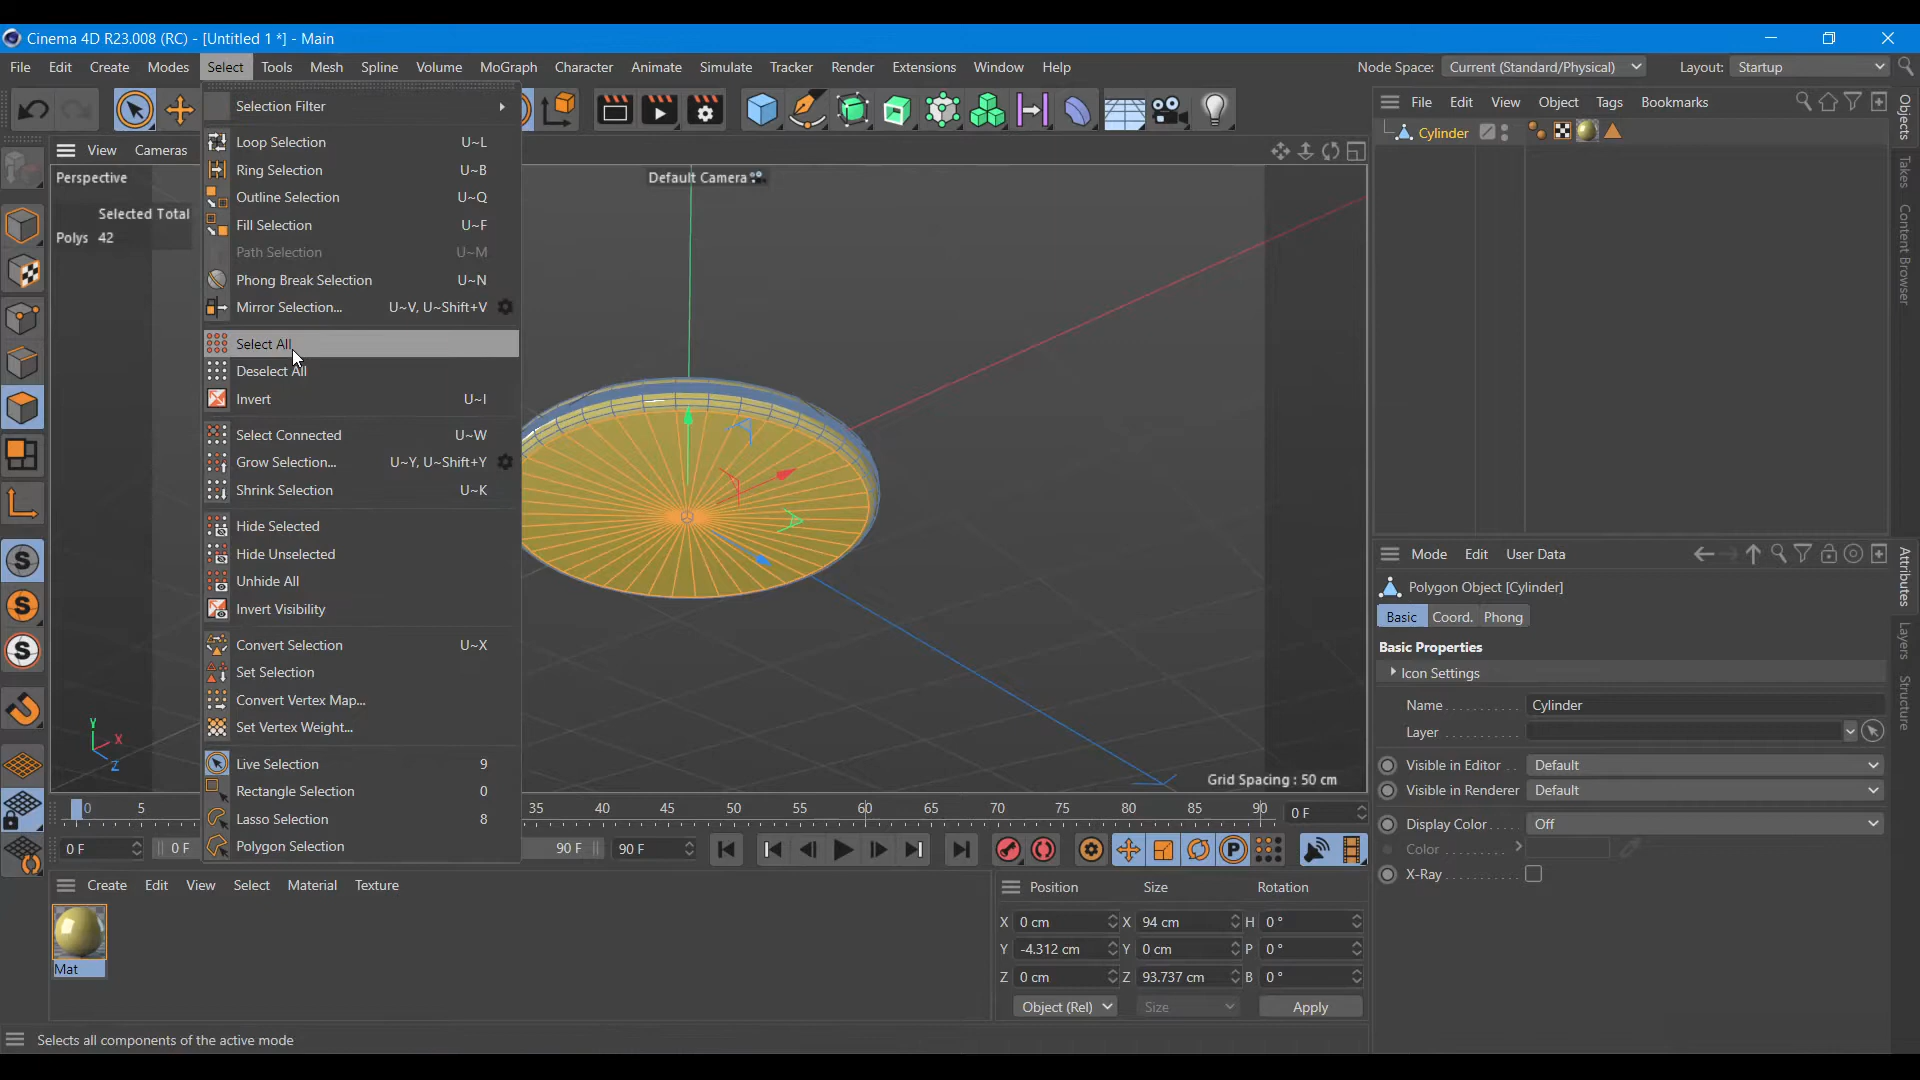 Cinema 4D R23.008 (RC) - [Untitled 1 *] - Main
File Edit Create Modes Select Tools Mesh Spline Volume MoGraph Character Animate Simulate Tracker Render Extensions Window Help Node Space: Current (Standard/Physical) Layout: Startup
Selection Filter
Loop Selection U~L
Ring Selection U~B
Outline Selection U~Q
Fill Selection U~F
Path Selection U~M
Phong Break Selection U~N
Mirror Selection... U~V, U~Shift+V
Select All
Deselect All
Invert U~I
Select Connected U~W
Grow Selection... U~Y, U~Shift+Y
Shrink Selection U~K
Hide Selected
Hide Unselected
Unhide All
Invert Visibility
Convert Selection U~X
Set Selection
Convert Vertex Map...
Set Vertex Weight...
Live Selection 9
Rectangle Selection 0
Lasso Selection 8
Polygon Selection
View Cameras
Perspective
Default Camera
Selected Total
Polys 42
Y
X
Z
Grid Spacing : 50 cm
0 5 35 40 45 50 55 60 65 70 75 80 85 90 0 F
0 F 0 F 90 F 90 F
Create Edit View Select Material Texture
Mat
Position Size Rotation
X 0 cm X 94 cm H 0 °
Y -4.312 cm Y 0 cm P 0 °
Z 0 cm Z 93.737 cm B 0 °
Object (Rel) Size Apply
Selects all components of the active mode
File Edit View Object Tags Bookmarks
Cylinder
Objects
Takes
Content Browser
Mode Edit User Data
Polygon Object [Cylinder]
Basic Coord. Phong
Basic Properties
Icon Settings
Name Cylinder
Layer
Visible in Editor Default
Visible in Renderer Default
Display Color Off
Color
X-Ray
Attributes
Layers
Structure